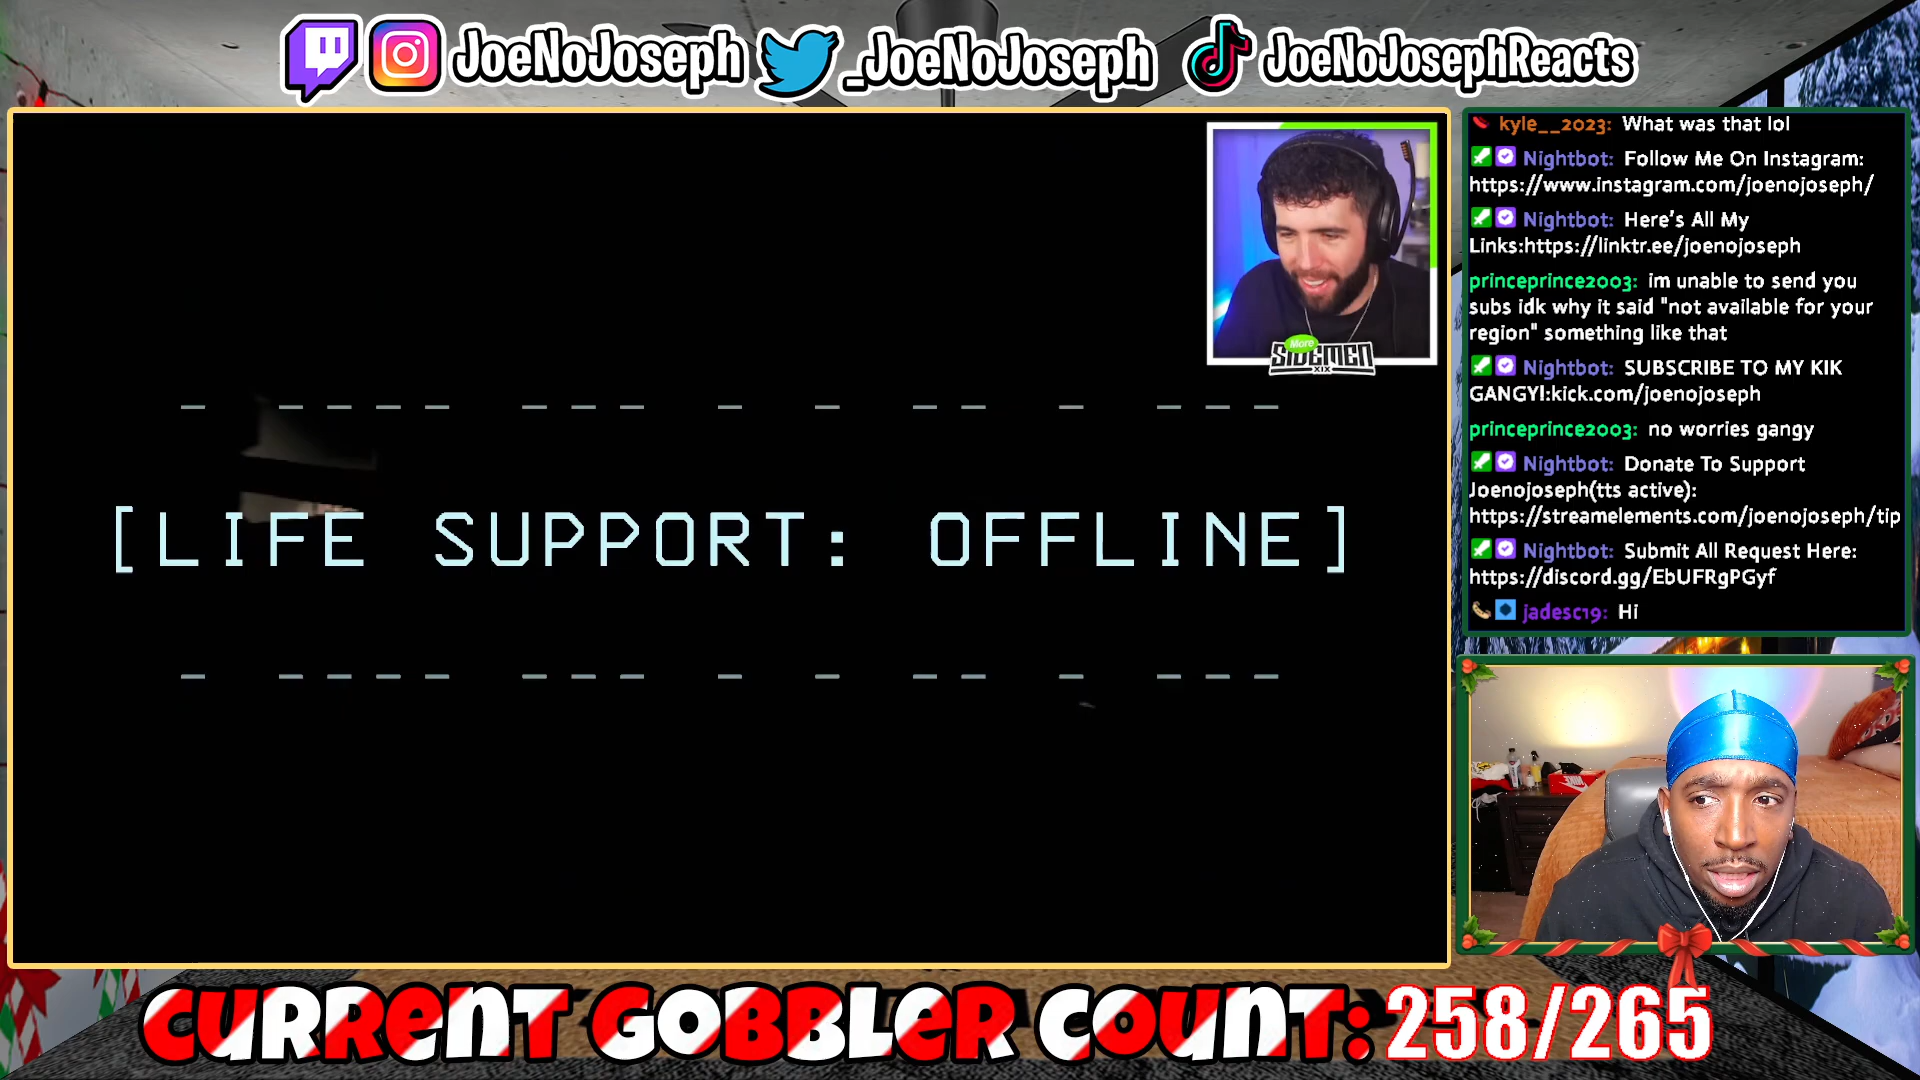 JoeNoJoseph _JoeNoJoseph JoeNoJosephReacts
More
SIDEMEN
XIX
[LIFE SUPPORT: OFFLINE]
kyle__2023: What was that lol
Nightbot: Follow Me On Instagram:
https://www.instagram.com/joenojoseph/
Nightbot: Here's All My
Links:https://linktr.ee/joenojoseph
princeprince2003: im unable to send you
subs idk why it said "not available for your
region" something like that
Nightbot: SUBSCRIBE TO MY KIK
GANGY!:kick.com/joenojoseph
princeprince2003: no worries gangy
Nightbot: Donate To Support
Joenojoseph(tts active):
https://streamelements.com/joenojoseph/tip
Nightbot: Submit All Request Here:
https://discord.gg/EbUFRgPGyf
jadesc19: Hi
CURRENT GOBBLER COUNT: 258/265